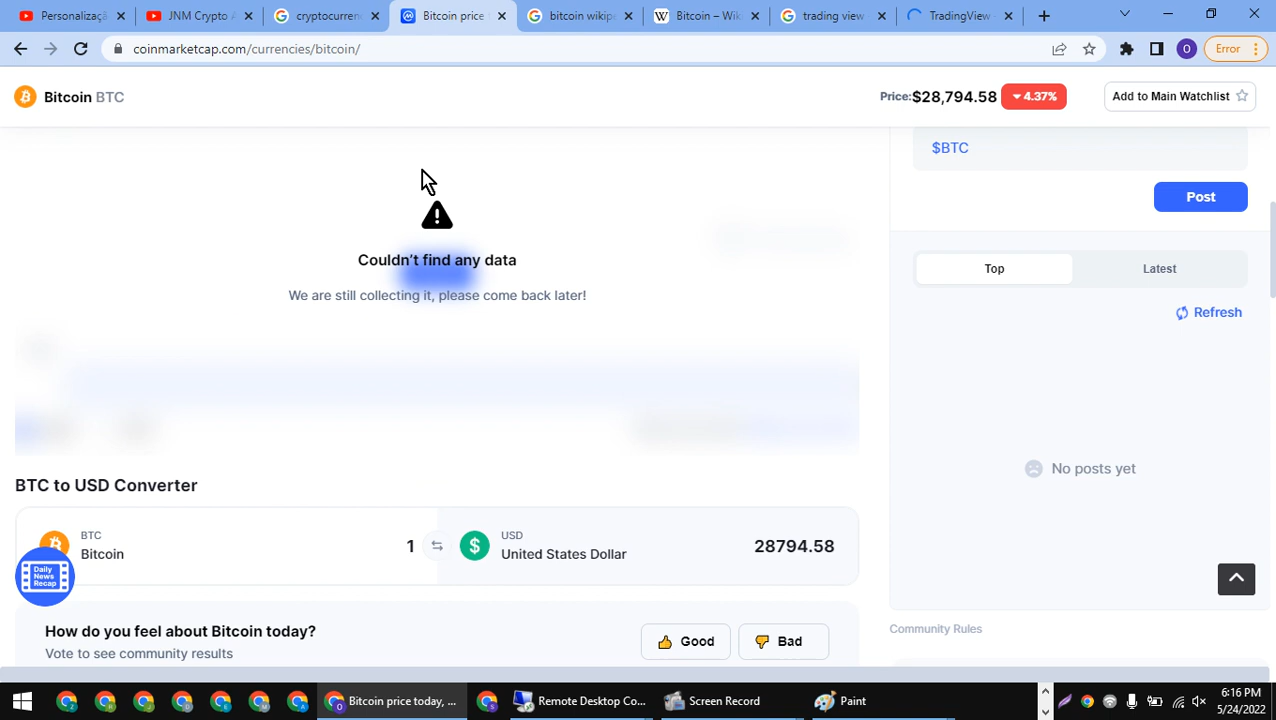 Personalizaçã
JNM Crypto A
cryptocurren
Bitcoin price
bitcoin wikipe
Bitcoin – Wik
trading view
TradingView
coinmarketcap.com/currencies/bitcoin/
O
Error
Bitcoin BTC
Price:$28,794.58
4.37%
Add to Main Watchlist
$BTC
Post
Couldn't find any data
We are still collecting it, please come back later!
Top
Latest
Refresh
No posts yet
BTC to USD Converter
BTC
Bitcoin
1
USD
United States Dollar
28794.58
Daily
News
Recap
How do you feel about Bitcoin today?
Vote to see community results
Good
Bad
Community Rules
Bitcoin price today, ...
Remote Desktop Co...
Screen Record
Paint
6:16 PM
5/24/2022